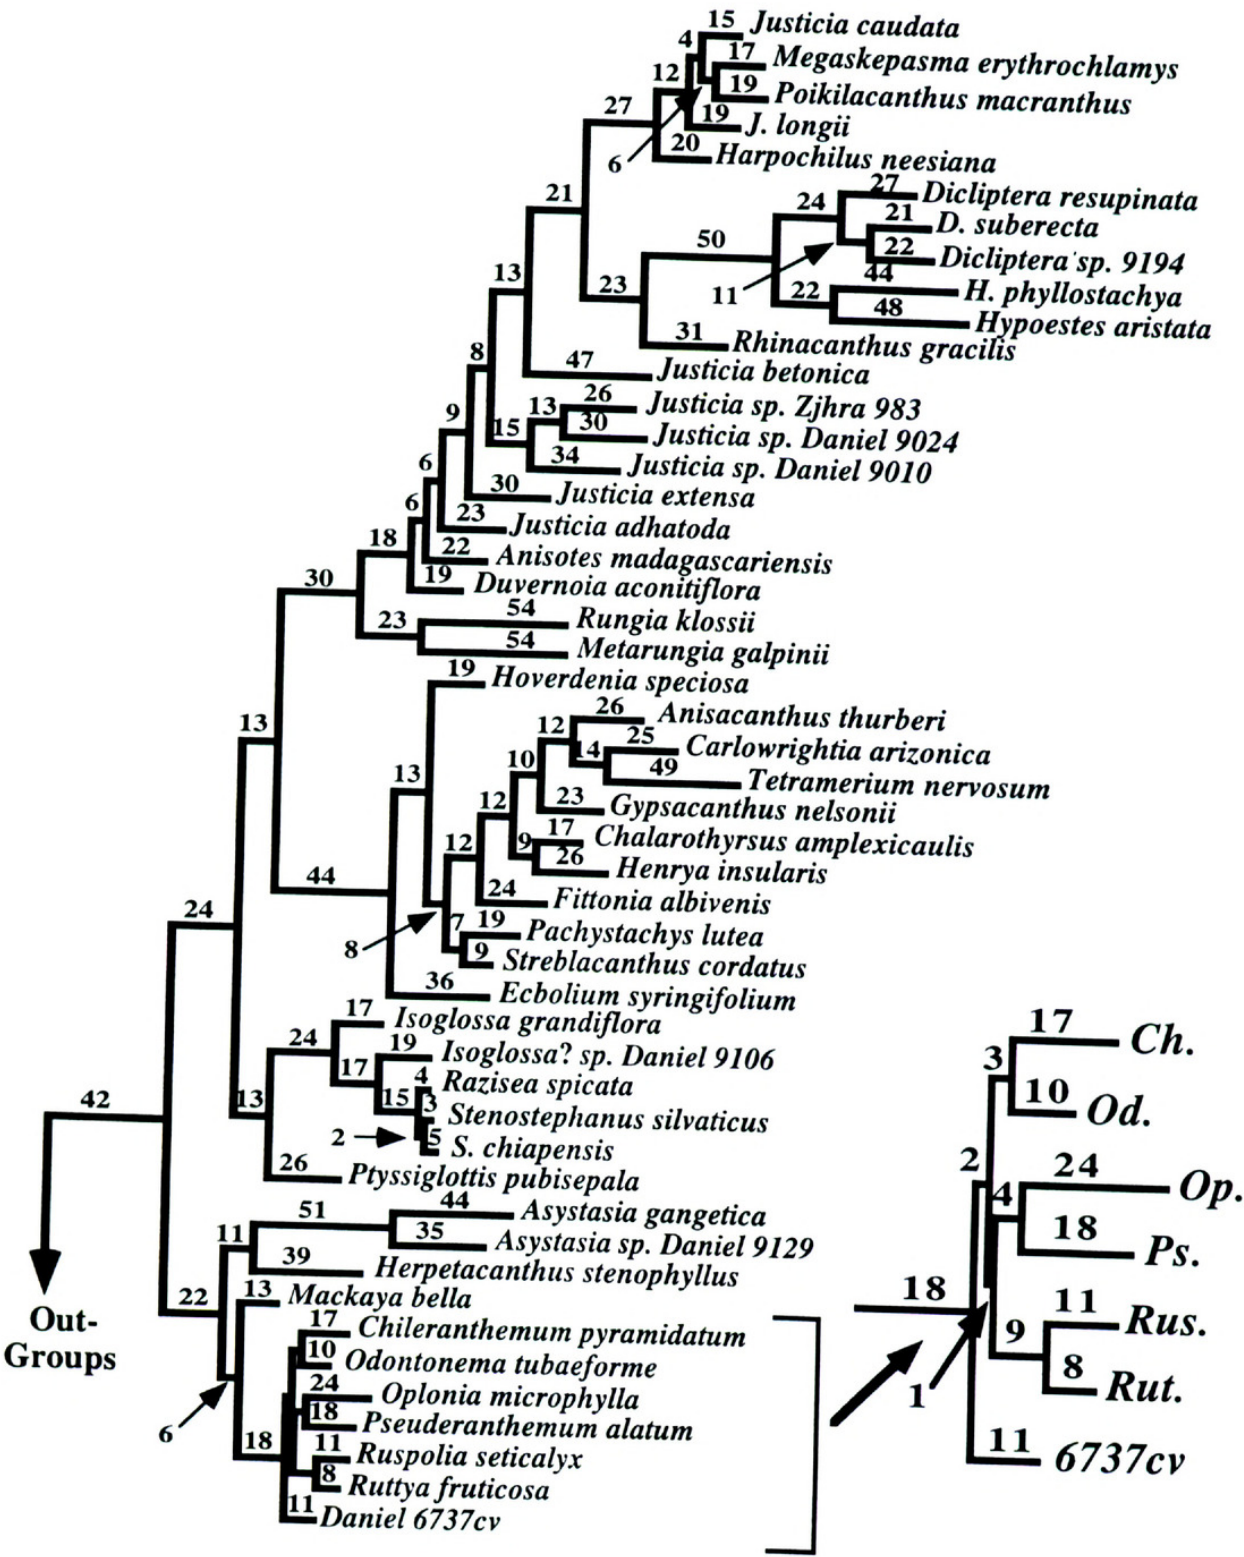 15 Justicia caudata
4
17 Megaskepasma erythrochlamys
12
19 Poikilacanthus macranthus
27
19 J. longii
6
20 Harpochilus neesiana
27 Dicliptera resupinata
21
24
21 D. suberecta
50
22 Dicliptera sp. 9194
13
11
23
44 H. phyllostachya
22
48 Hypoestes aristata
31 Rhinacanthus gracilis
8
47 Justicia betonica
13
26 Justicia sp. Zjhra 983
9
15
30 Justicia sp. Daniel 9024
6
34 Justicia sp. Daniel 9010
30 Justicia extensa
6
23 Justicia adhatoda
18
22 Anisotes madagascariensis
30
19 Duvernoia aconitiflora
23
54 Rungia klossii
54 Metarungia galpinii
19 Hoverdenia speciosa
13
12
26 Anisacanthus thurberi
14
25 Carlowrightia arizonica
10
49 Tetramerium nervosum
13
12
23 Gypsacanthus nelsonii
12
9
17 Chalarothyrsus amplexicaulis
44
26 Henrya insularis
24 Fittonia albivenis
24
8
7
19 Pachystachys lutea
9 Streblacanthus cordatus
36 Ecbolium syringifolium
17 Isoglossa grandiflora
24
17
19 Isoglossa? sp. Daniel 9106
42
13
15
4 Razisea spicata
3 Stenostephanus silvaticus
2
5 S. chiapensis
26 Ptyssiglottis pubisepala
11
51
44 Asystasia gangetica
35 Asystasia sp. Daniel 9129
39 Herpetacanthus stenophyllus
22
13 Mackaya bella
Out-
Groups
17 Chileranthemum pyramidatum
10 Odontonema tubaeforme
24 Oplonia microphylla
6
18
18 Pseuderanthemum alatum
11 Ruspolia seticalyx
8 Ruttya fruticosa
11 Daniel 6737cv
17 Ch.
3
10 Od.
2
4
24 Op.
18 Ps.
18
11 Rus.
9
1
8 Rut.
11 6737cv